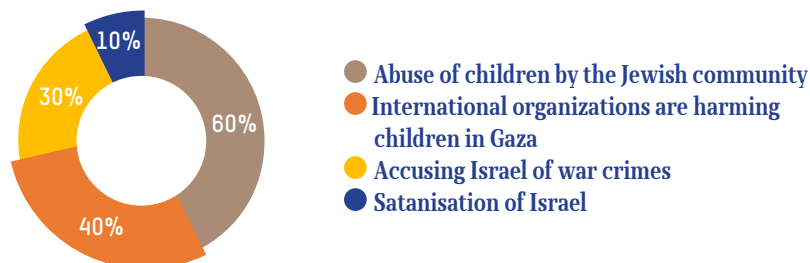 10%
60%
30%
40%
Abuse of children by the Jewish community
International organizations are harming
children in Gaza
Accusing Israel of war crimes
Satanisation of Israel